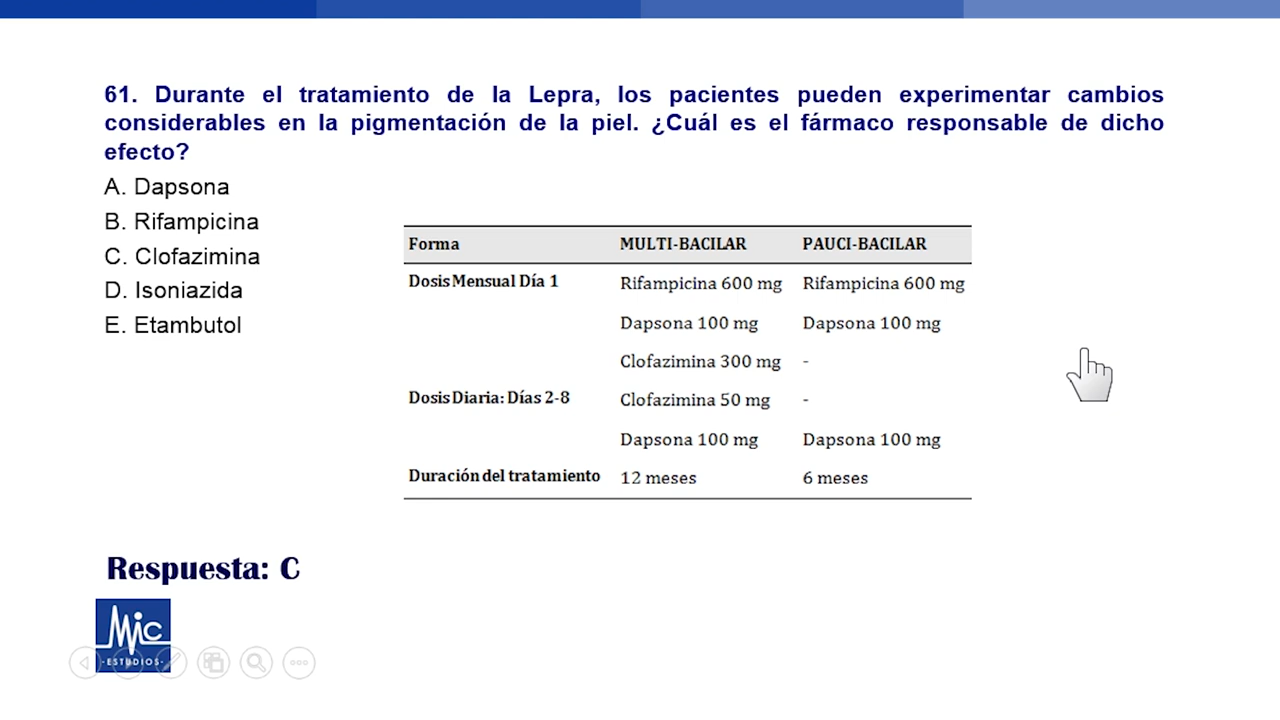 61. Durante el tratamiento de la Lepra, los pacientes pueden experimentar cambios
considerables en la pigmentación de la piel. ¿Cuál es el fármaco responsable de dicho
efecto?
A. Dapsona
B. Rifampicina
C. Clofazimina
D. Isoniazida
E. Etambutol
Forma MULTI-BACILAR PAUCI-BACILAR
Dosis Mensual Día 1 Rifampicina 600 mg Rifampicina 600 mg
Dapsona 100 mg Dapsona 100 mg
Clofazimina 300 mg -
Dosis Diaria: Días 2-8 Clofazimina 50 mg -
Dapsona 100 mg Dapsona 100 mg
Duración del tratamiento 12 meses 6 meses
Respuesta: C
Mic
-ESTUDIOS-